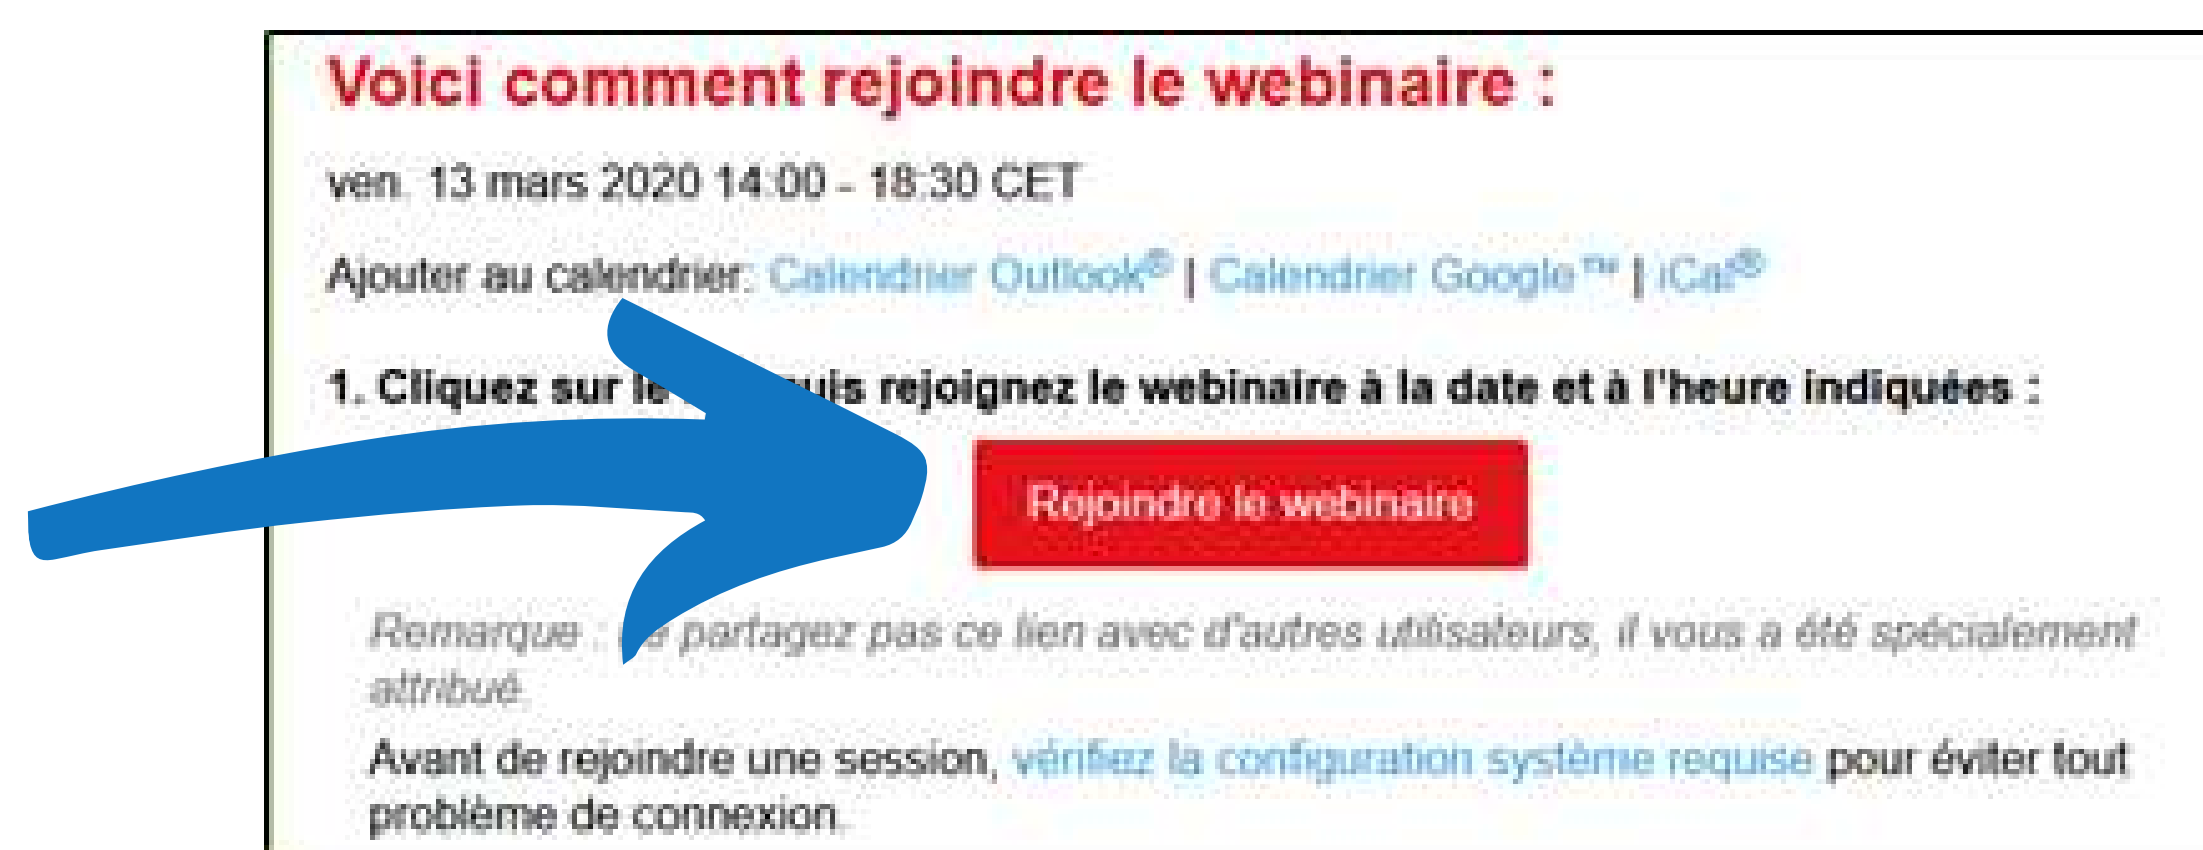 Voici comment rejoindre le webinaire :
ven. 13 mars 2020 14:00 - 18:30 CET
Ajouter au calendrier: Calendrier Outlook® | Calendrier Google™ | iCal®
1. Cliquez sur le puis rejoignez le webinaire à la date et à l'heure indiquées :
Rejoindre le webinaire
Remarque : partagez pas ce lien avec d'autres utilisateurs, il vous a été spécialement
attribué.
Avant de rejoindre une session, vérifiez la configuration système requise pour éviter tout
problème de connexion.